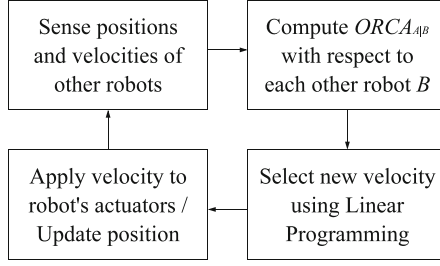 Sense positions
and velocities of
other robots
Compute ORCA_{A|B}
with respect to
each other robot B
Apply velocity to
robot's actuators /
Update position
Select new velocity
using Linear
Programming